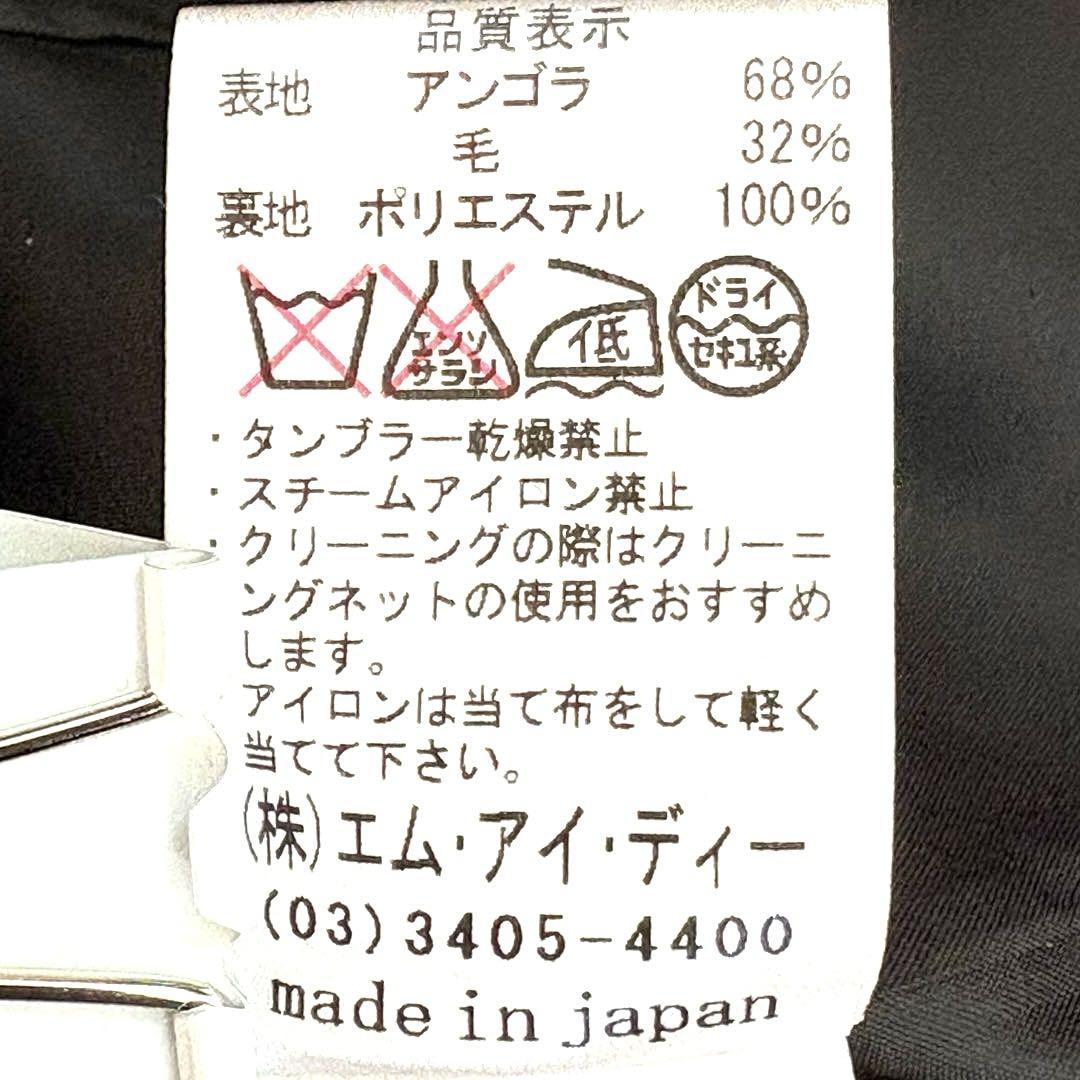 品質表示
表地 アンゴラ 68%
毛 32%
裏地 ポリエステル 100%
エンソ
サラシ
イ氐
ドライ
セキユ系
・タンブラー乾燥禁止
・スチームアイロン禁止
・クリーニングの際はクリーニ
ングネットの使用をおすすめ
します。
アイロンは当て布をして軽く
当てて下さい。
(株)エム・アイ・ディー
(03)3405-4400
made in japan